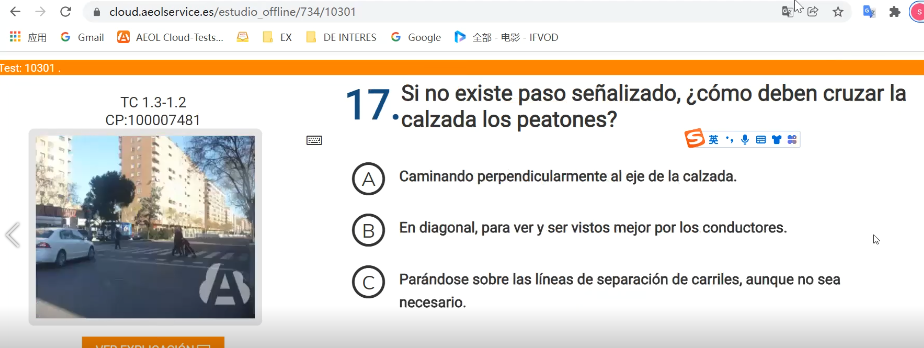 cloud.aeolservice.es/estudio_offline/734/10301
应用 Gmail AEOL Cloud-Tests... EX DE INTERES Google 全部 - 电影 - IFVOD
Test: 10301 .
TC 1.3-1.2
CP:100007481
17. Si no existe paso señalizado, ¿cómo deben cruzar la
calzada los peatones?
英
A Caminando perpendicularmente al eje de la calzada.
B En diagonal, para ver y ser vistos mejor por los conductores.
C Parándose sobre las líneas de separación de carriles, aunque no sea
necesario.
VER EXPLICACIÓN